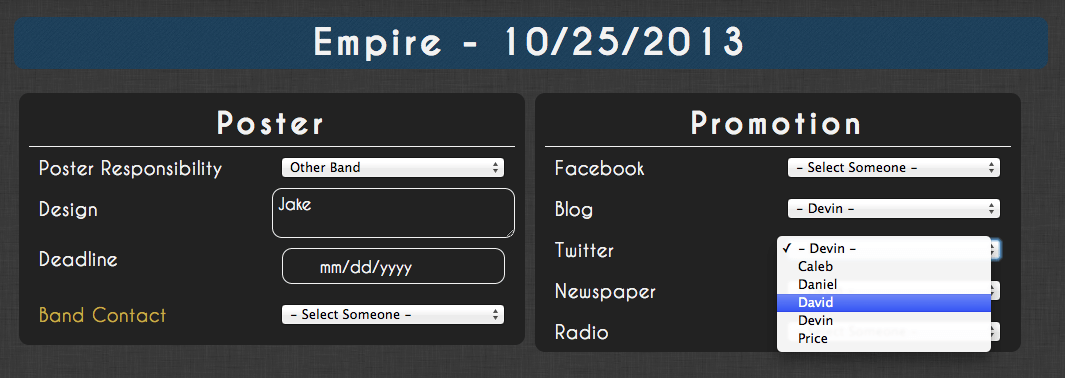 Empire - 10/25/2013
Poster
Poster Responsibility
Other Band
Design
Jake
Deadline
mm/dd/yyyy
Band Contact
- Select Someone -
Promotion
Facebook
- Select Someone -
Blog
- Devin -
Twitter
✓ - Devin -
Caleb
Daniel
David
Devin
Price
Newspaper
Radio